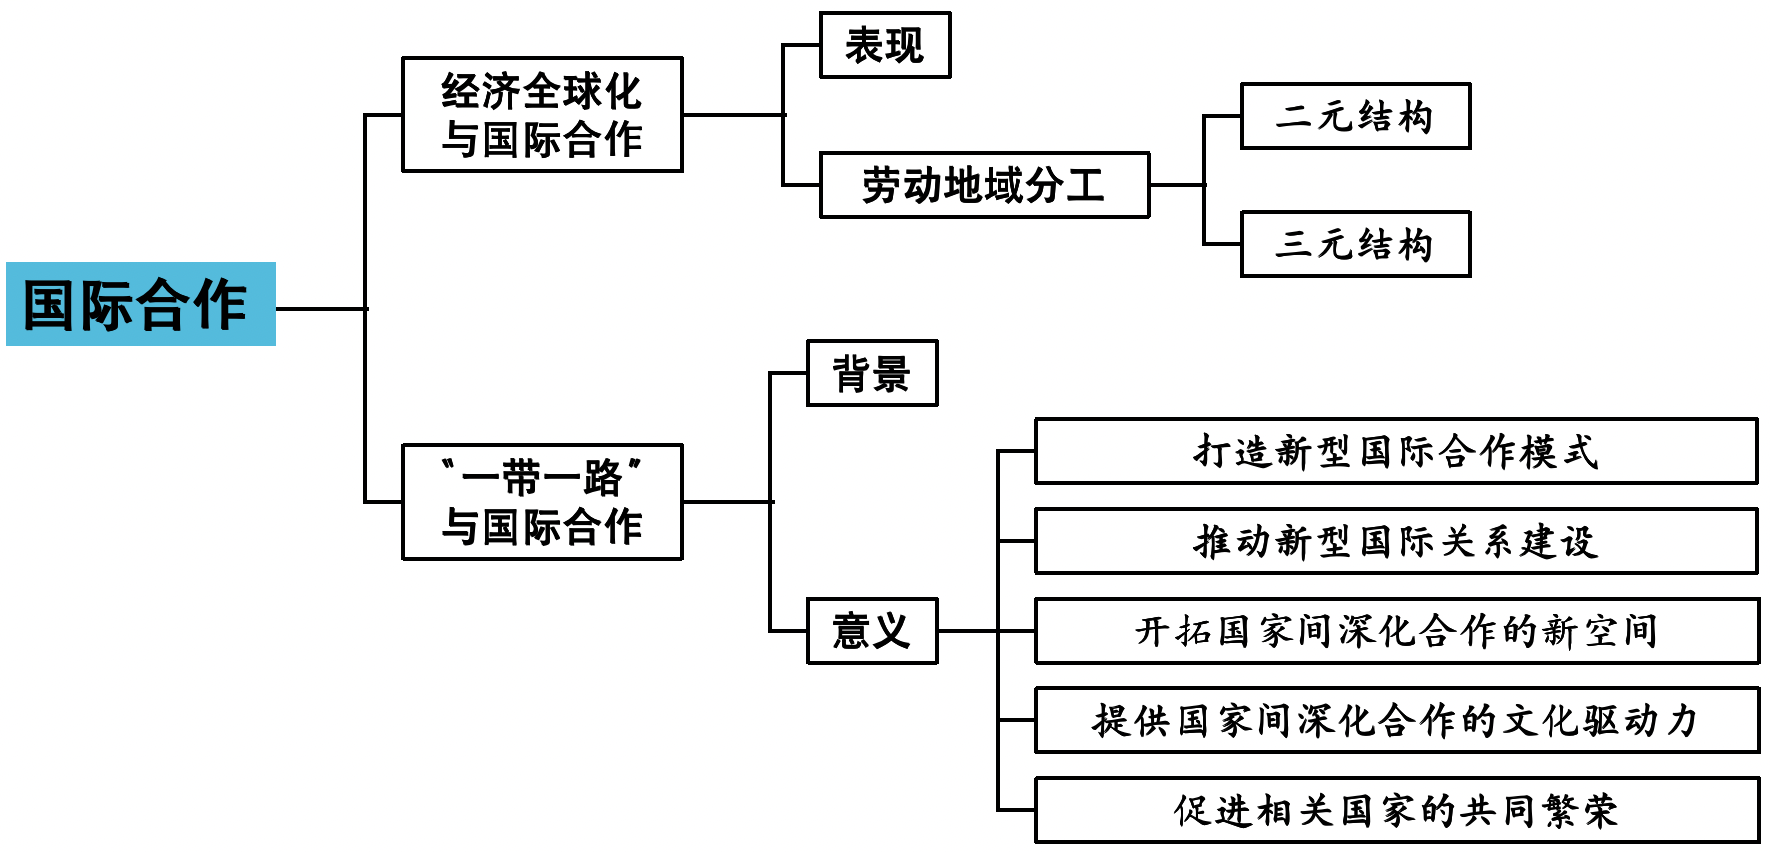 国际合作
经济全球化
与国际合作
表现
劳动地域分工
二元结构
三元结构
“一带一路”
与国际合作
背景
意义
打造新型国际合作模式
推动新型国际关系建设
开拓国家间深化合作的新空间
提供国家间深化合作的文化驱动力
促进相关国家的共同繁荣